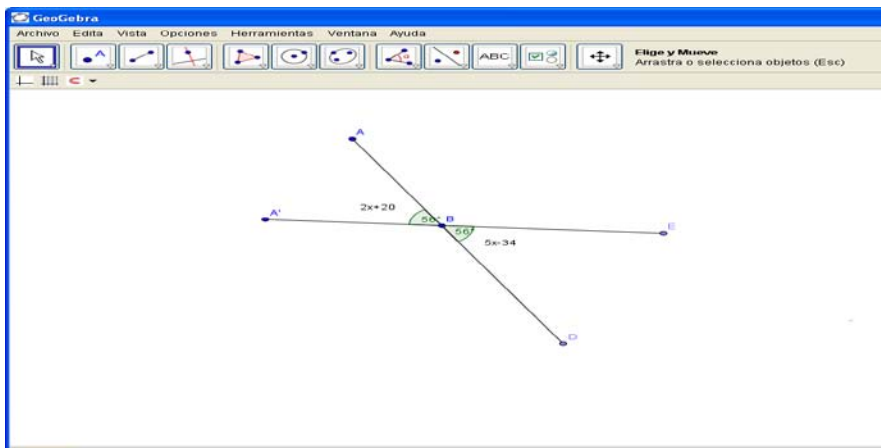 GeoGebra
Archivo Edita Vista Opciones Herramientas Ventana Ayuda
A ABC Elige y Mueve
Arrastra o selecciona objetos (Esc)
A
2x+20
A'
56°
B
56°
E
5x-34
D